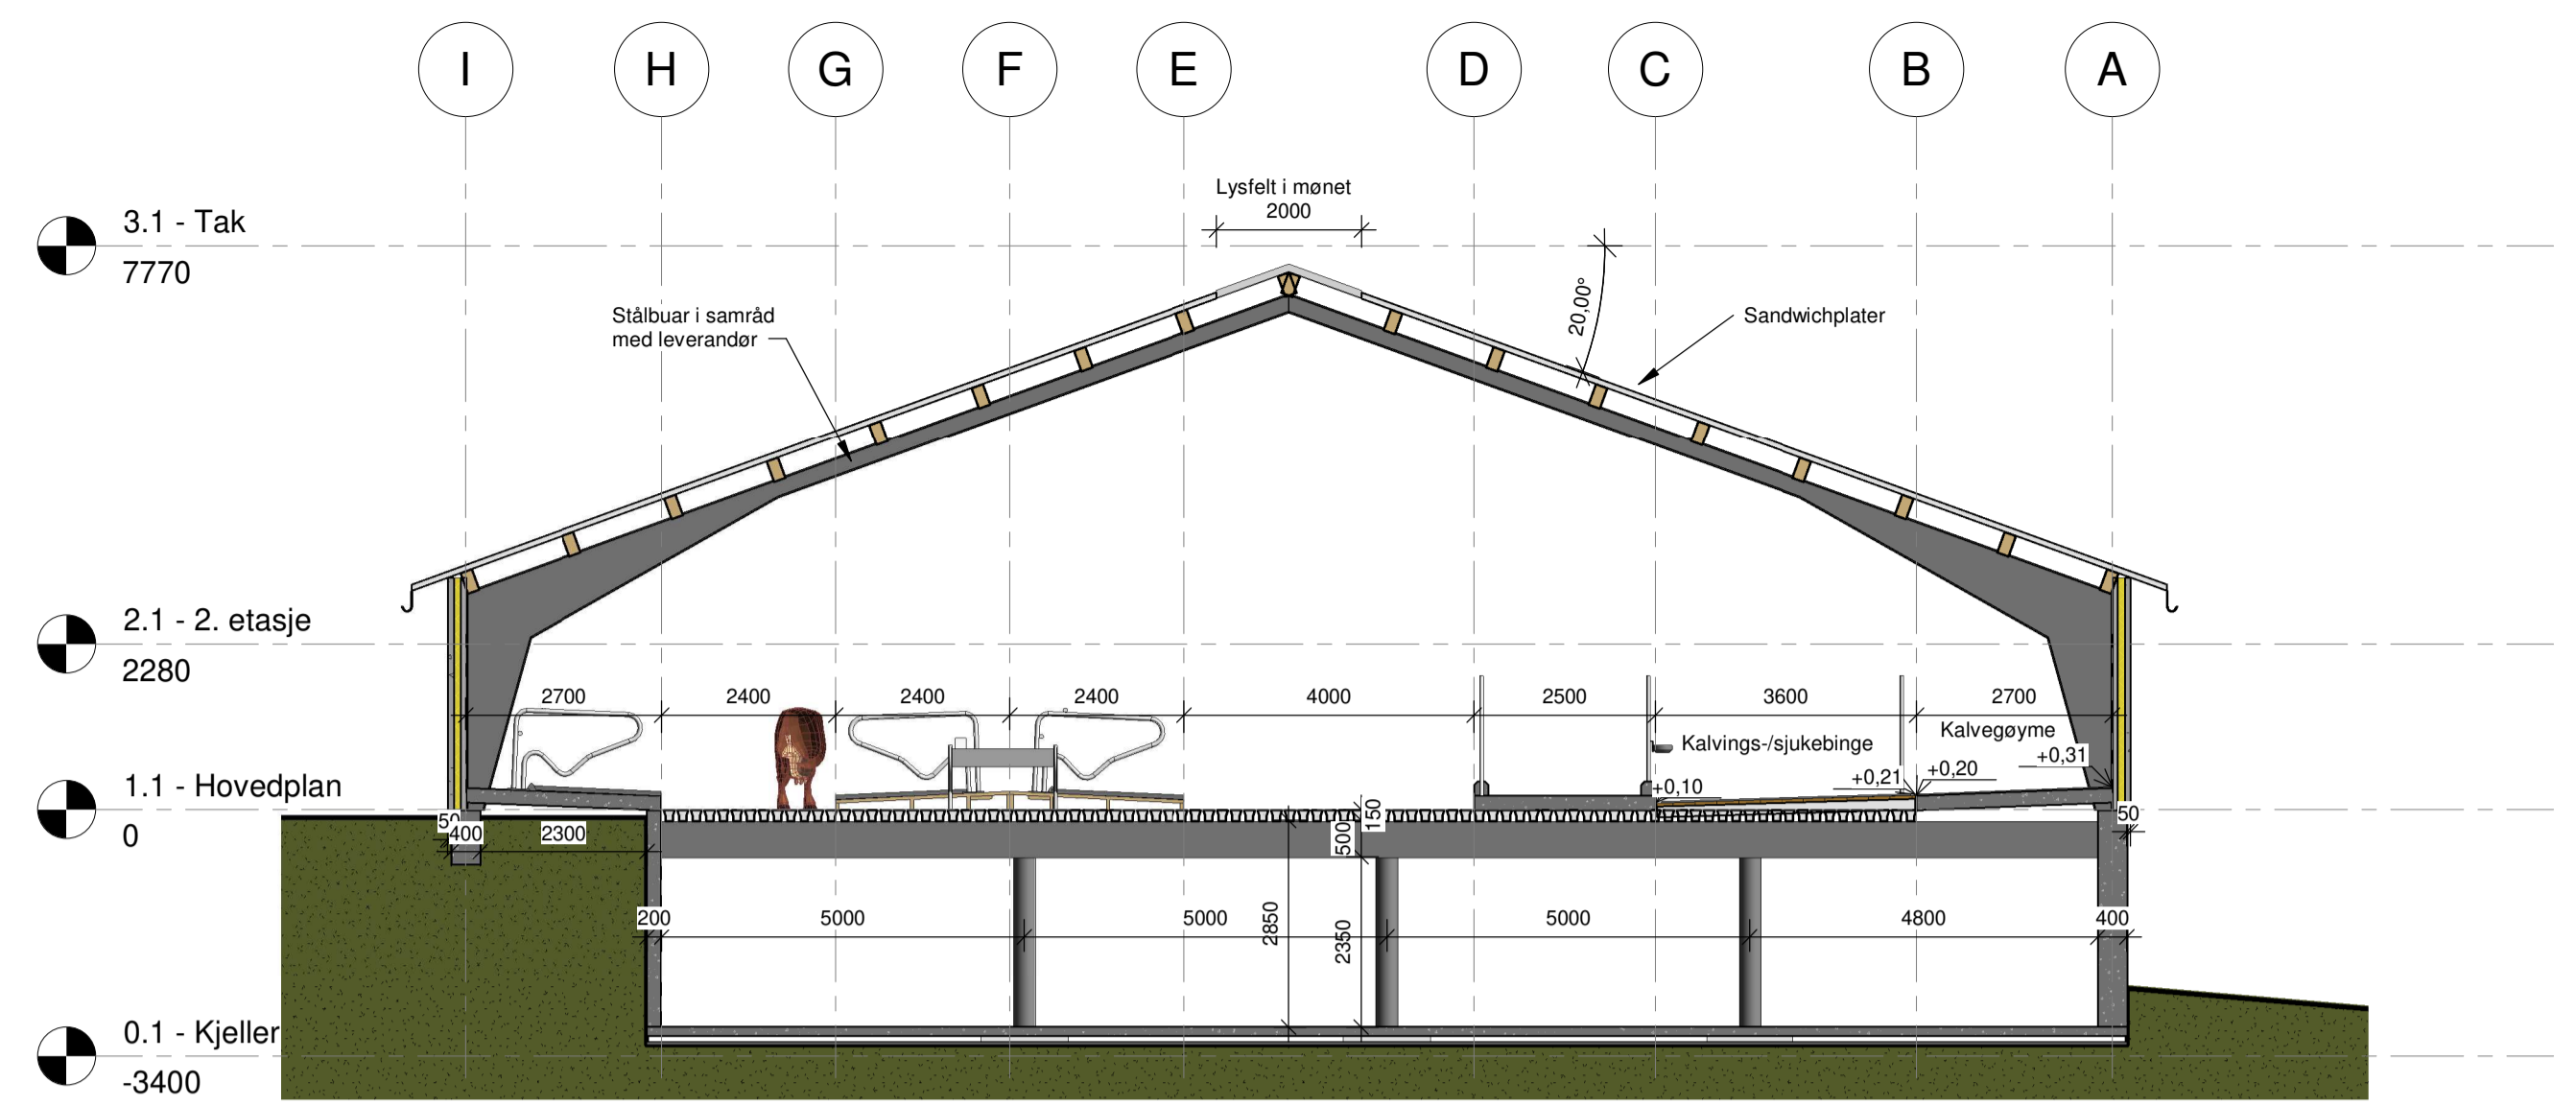 I H G F E D C B A
Lysfelt i mønet
2000
3.1 - Tak
7770
20,00°
Stålbuar i samråd
med leverandør
Sandwichplater
2.1 - 2. etasje
2280
2700 2400 2400 2400 4000 2500 3600 2700
Kalvegøyme
Kalvings-/sjukebinge
+0,31
+0,20
+0,21
+0,10
1.1 - Hovedplan
0
50
400
2300
150
500
50
200 5000 5000 5000 4800 400
2850
2350
0.1 - Kjeller
-3400